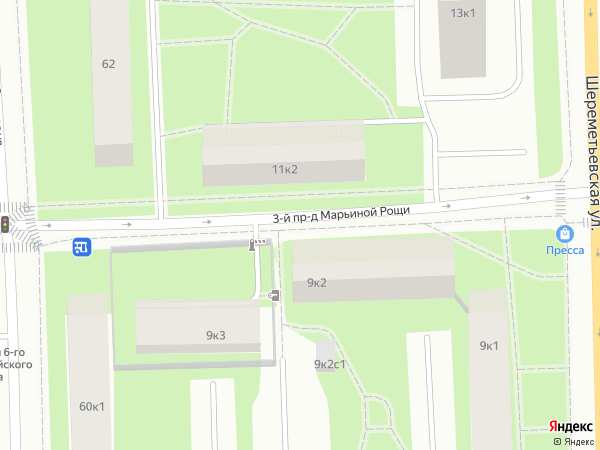 13к1
62
Шереметьевская ул.
11к2
3-й пр-д Марьиной Рощи
Пресса
9к2
9к3
9к1
6-го
9к2с1
60к1
Яндекс
© Яндекс